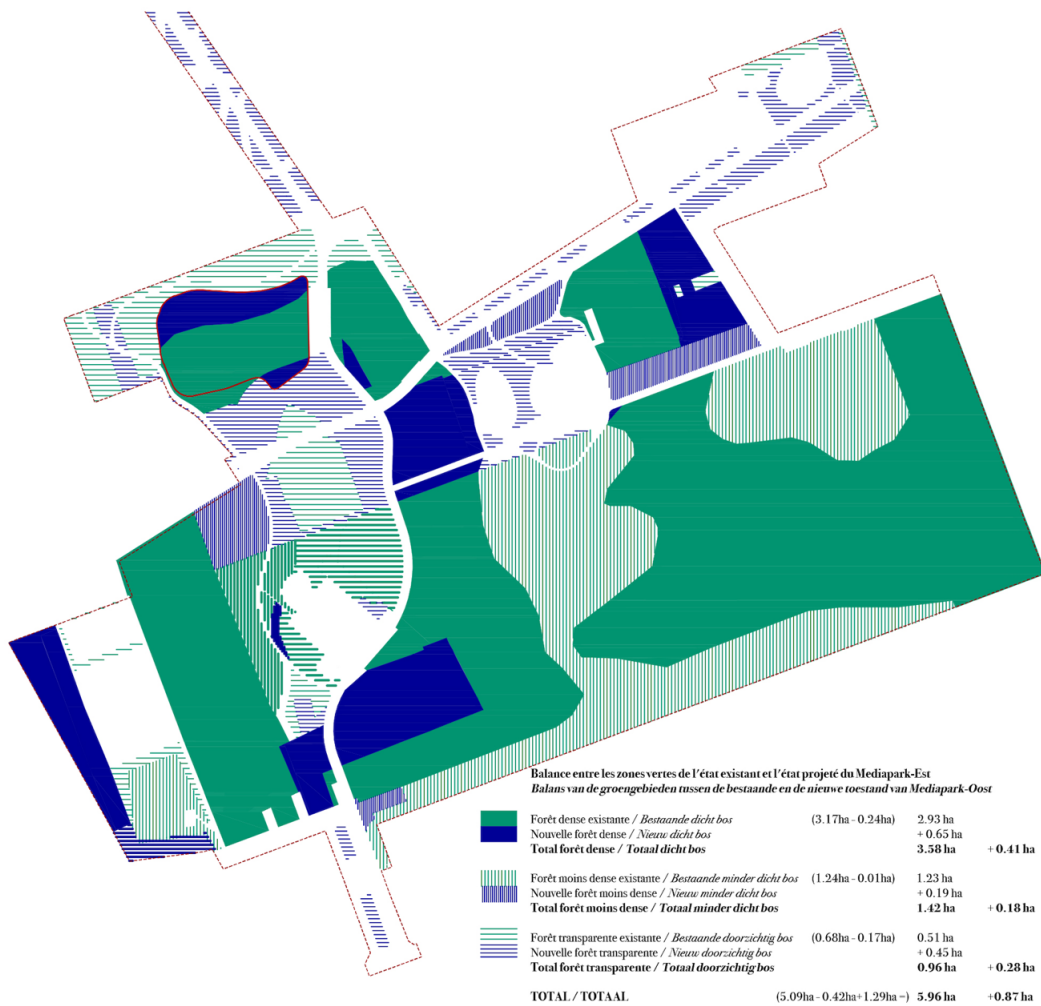 Balance entre les zones vertes de l'état existant et l'état projeté du Mediapark-Est
Balans van de groengebieden tussen de bestaande en de nieuwe toestand van Mediapark-Oost
Forêt dense existante / Bestaande dicht bos (3.17ha - 0.24ha) 2.93 ha
Nouvelle forêt dense / Nieuw dicht bos + 0.65 ha
Total forêt dense / Totaal dicht bos 3.58 ha + 0.41 ha
Forêt moins dense existante / Bestaande minder dicht bos (1.24ha - 0.01ha) 1.23 ha
Nouvelle forêt moins dense / Nieuw minder dicht bos + 0.19 ha
Total forêt moins dense / Totaal minder dicht bos 1.42 ha +0.18 ha
Forêt transparente existante / Bestaande doorzichtig bos (0.68ha - 0.17ha) 0.51 ha
Nouvelle forêt transparente / Nieuw doorzichtig bos + 0.45 ha
Total forêt transparente / Totaal doorzichtig bos 0.96 ha + 0.28 ha
TOTAL / TOTAAL (5.09ha - 0.42ha+1.29ha =) 5.96 ha +0.87 ha